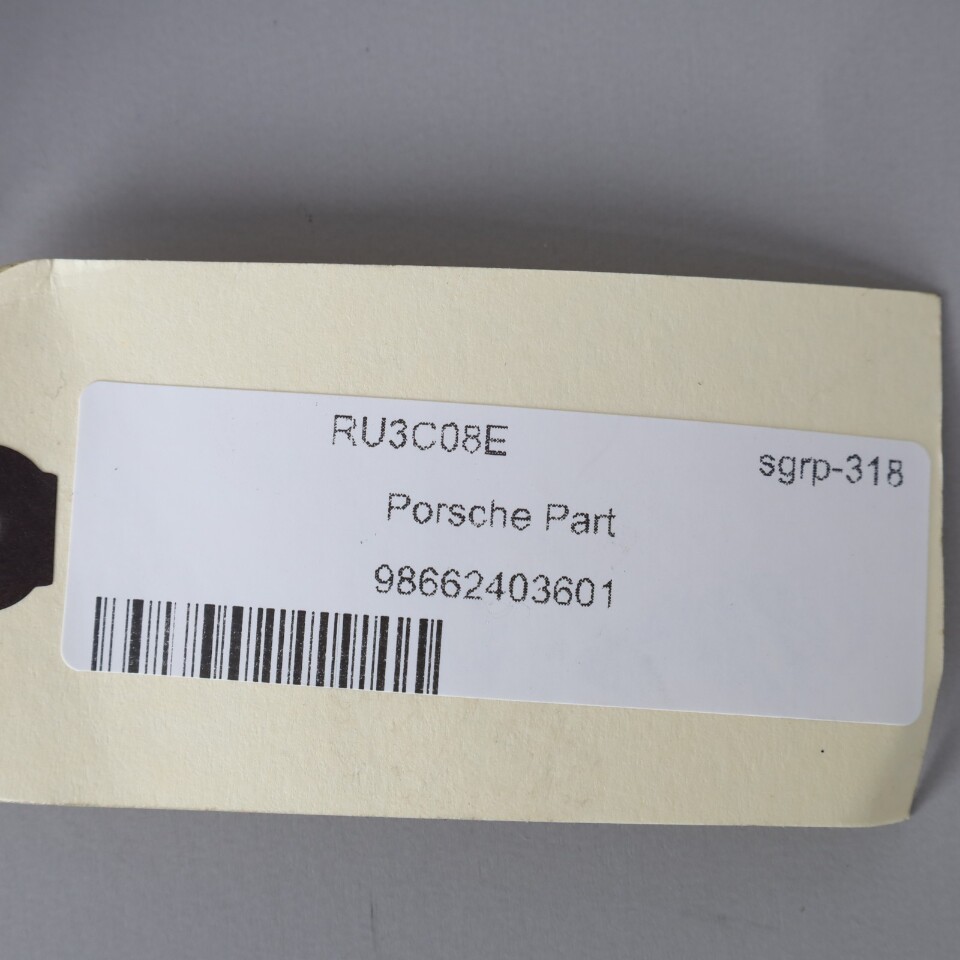 RU3C08E
sgrp-318
Porsche Part
98662403601